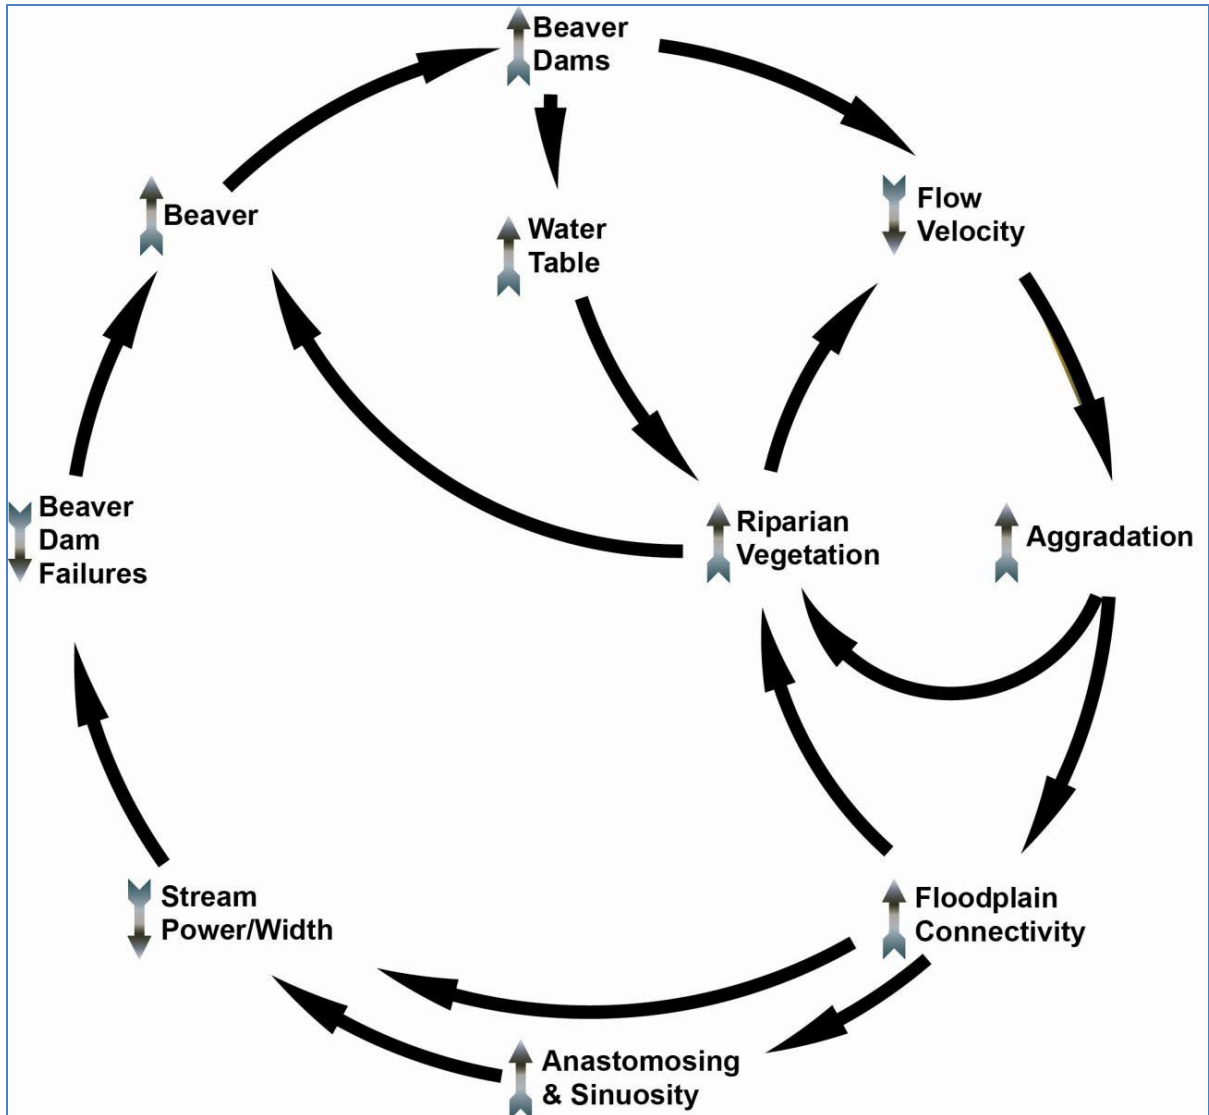 Beaver
Dams
Flow
Velocity
Beaver
Water
Table
Beaver
Dam
Failures
Riparian
Vegetation
Aggradation
Stream
Power/Width
Floodplain
Connectivity
Anastomosing
& Sinuosity